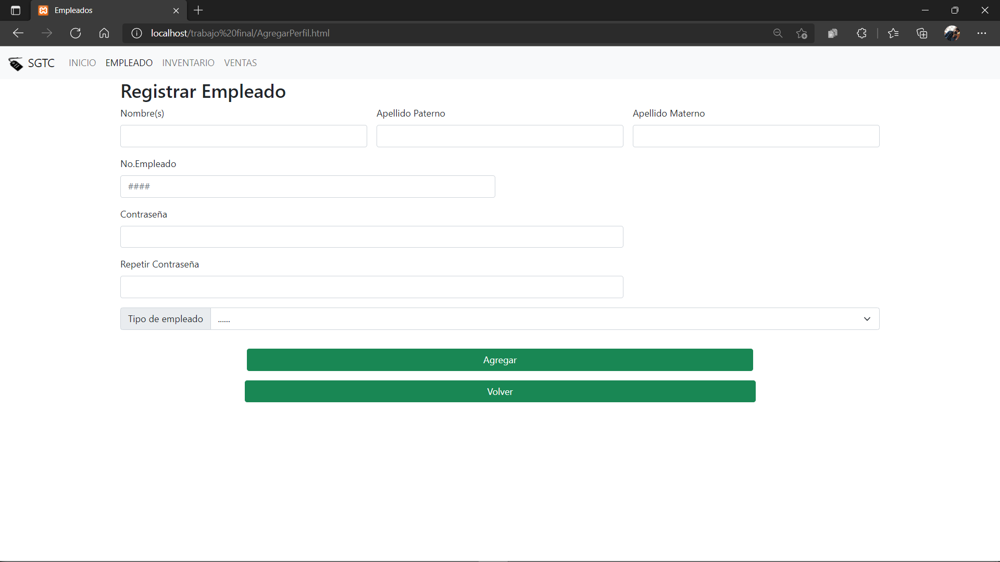 Empleados
localhost/trabajo%20final/AgregarPerfil.html
SGTC INICIO EMPLEADO INVENTARIO VENTAS
Registrar Empleado
Nombre(s) Apellido Paterno Apellido Materno
No.Empleado
####
Contraseña
Repetir Contraseña
Tipo de empleado ......
Agregar
Volver